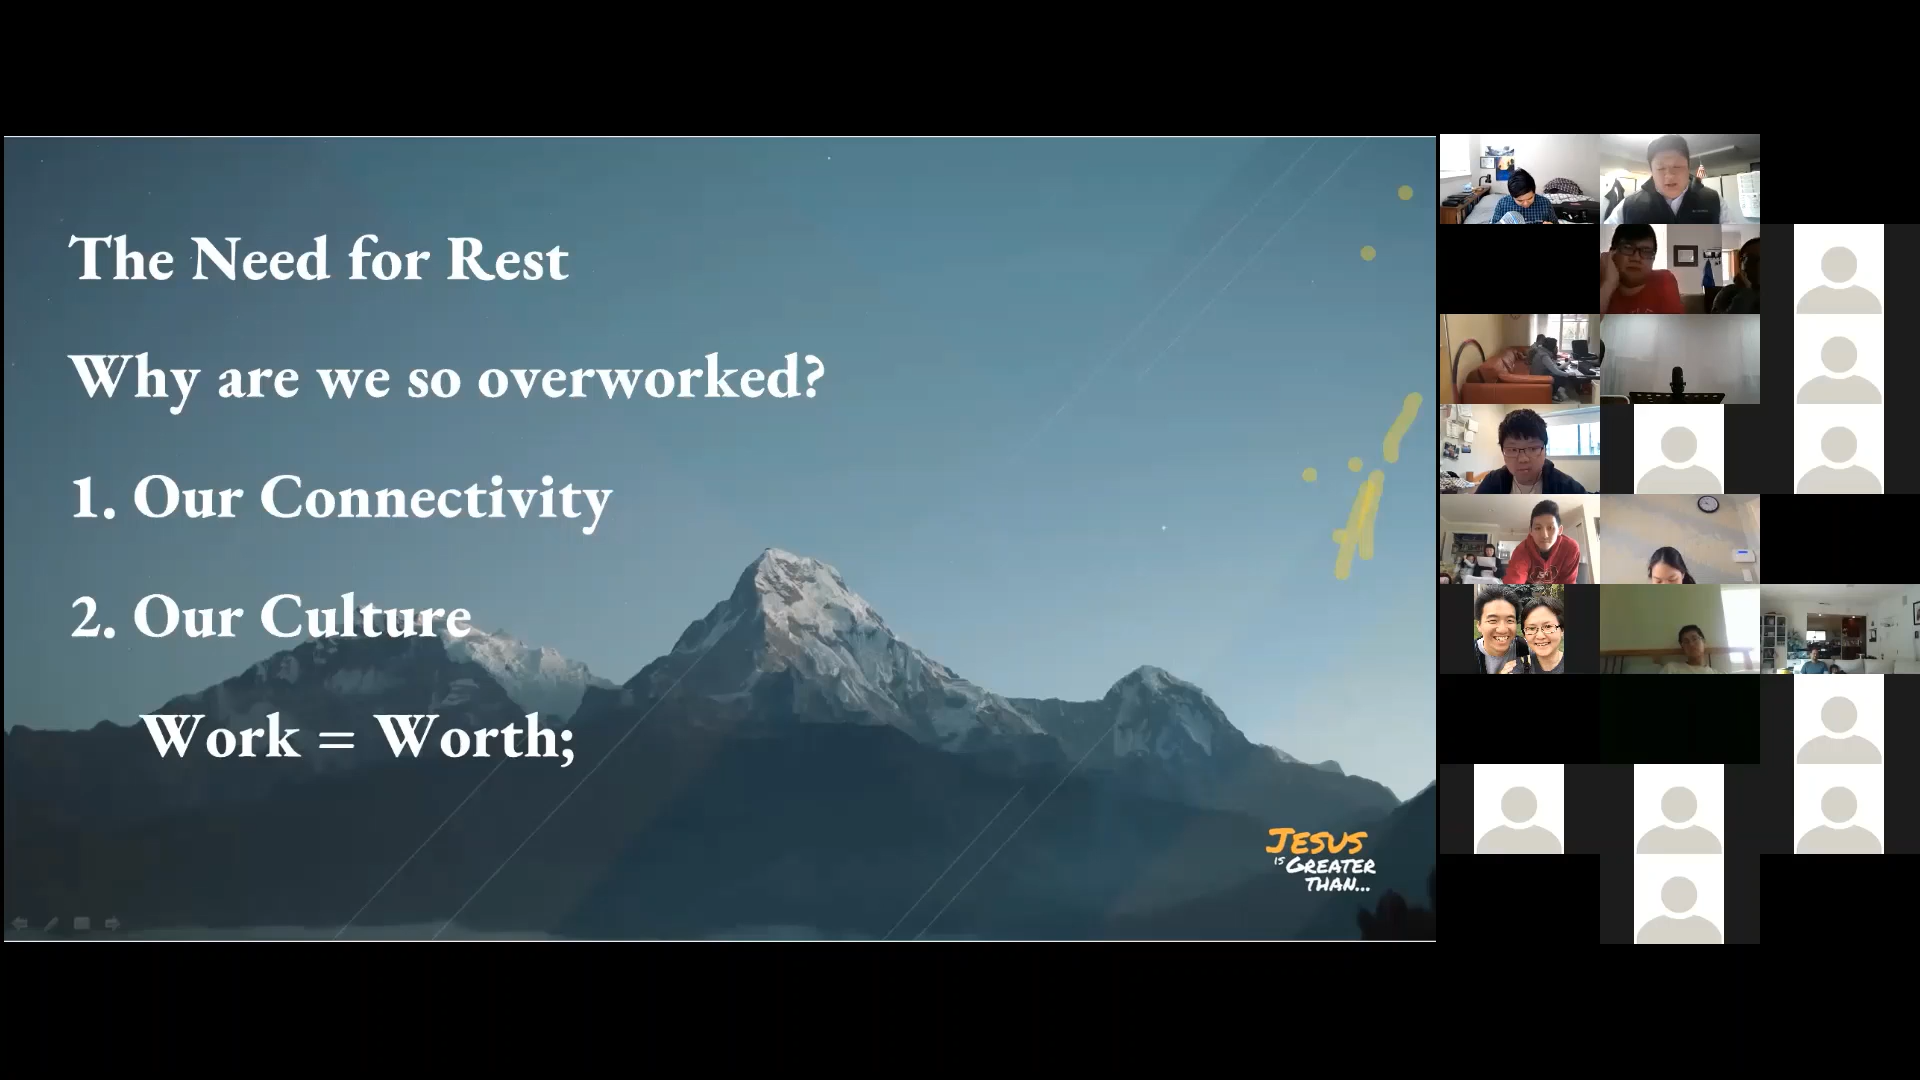 The Need for Rest
Why are we so overworked?
1. Our Connectivity
2. Our Culture
Work = Worth;
JESUS
IS GREATER
THAN...